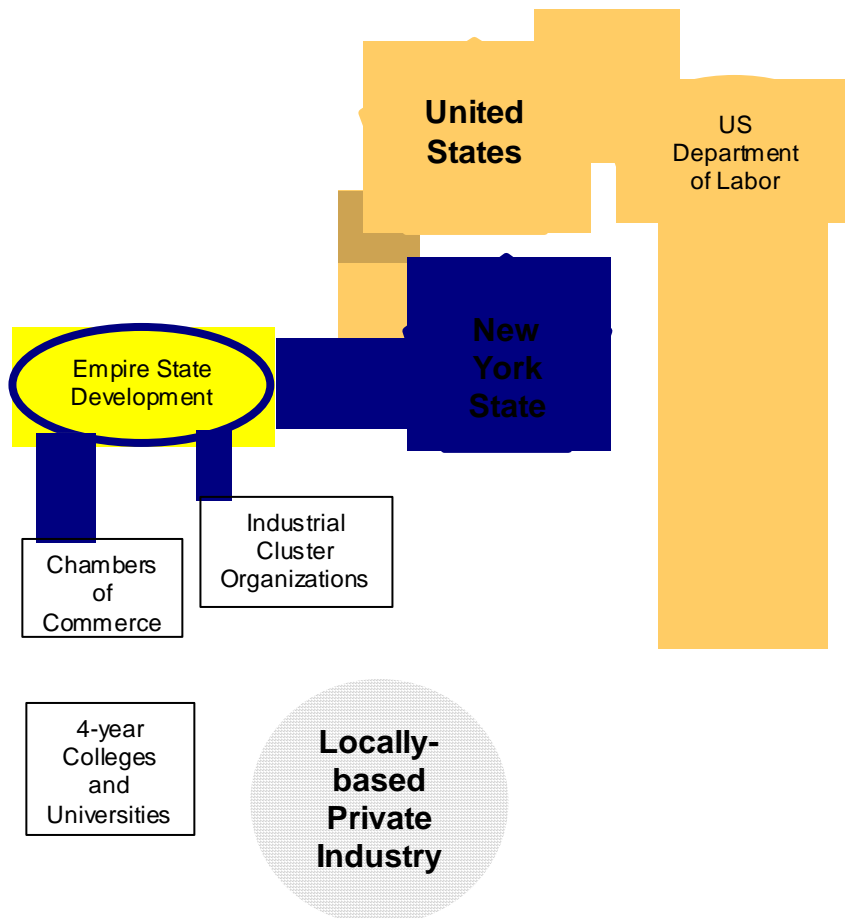 United
States
US
Department
of Labor
New
York
State
Empire State
Development
Industrial
Cluster
Organizations
Chambers
of
Commerce
4-year
Colleges
and
Universities
Locally-
based
Private
Industry